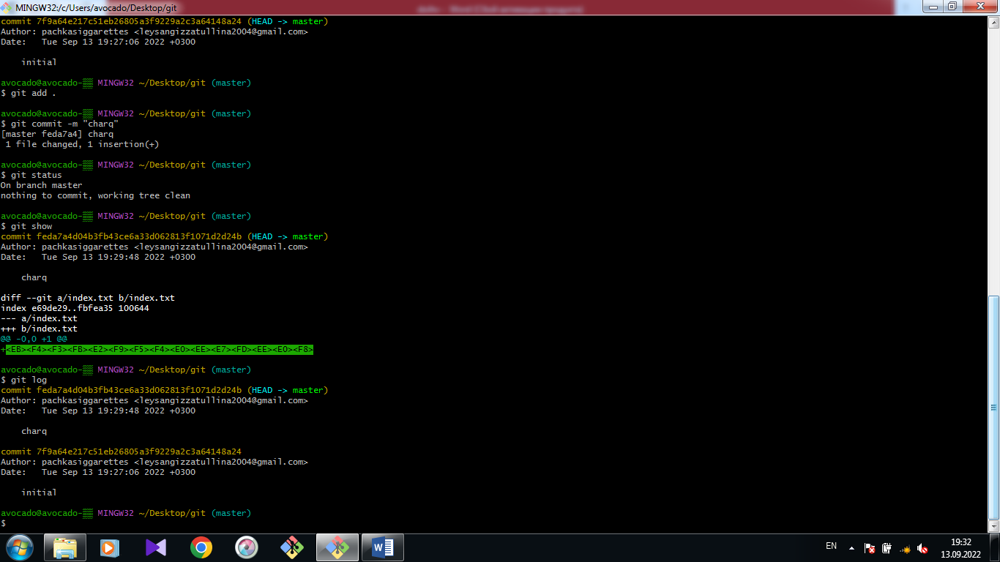 MINGW32:/c/Users/avocado/Desktop/git
commit 7f9a64e217c51eb26805a3f9229a2c3a64148a24 (HEAD -> master)
Author: pachkasiggarettes <leysangizzatullina2004@gmail.com>
Date:   Tue Sep 13 19:27:06 2022 +0300
initial
avocado@avocado-▒▒ MINGW32 ~/Desktop/git (master)
$ git add .
avocado@avocado-▒▒ MINGW32 ~/Desktop/git (master)
$ git commit -m "charq"
[master feda7a4] charq
1 file changed, 1 insertion(+)
avocado@avocado-▒▒ MINGW32 ~/Desktop/git (master)
$ git status
On branch master
nothing to commit, working tree clean
avocado@avocado-▒▒ MINGW32 ~/Desktop/git (master)
$ git show
commit feda7a4d04b3fb43ce6a33d062813f1071d2d24b (HEAD -> master)
Author: pachkasiggarettes <leysangizzatullina2004@gmail.com>
Date:   Tue Sep 13 19:29:48 2022 +0300
charq
diff --git a/index.txt b/index.txt
index e69de29..fbfea35 100644
--- a/index.txt
+++ b/index.txt
@@ -0,0 +1 @@
+<EB><F4><F3><FB><E2><F9><F5><F4><E0><EE><E7><FD><EE><E0><F8>
avocado@avocado-▒▒ MINGW32 ~/Desktop/git (master)
$ git log
commit feda7a4d04b3fb43ce6a33d062813f1071d2d24b (HEAD -> master)
Author: pachkasiggarettes <leysangizzatullina2004@gmail.com>
Date:   Tue Sep 13 19:29:48 2022 +0300
charq
commit 7f9a64e217c51eb26805a3f9229a2c3a64148a24
Author: pachkasiggarettes <leysangizzatullina2004@gmail.com>
Date:   Tue Sep 13 19:27:06 2022 +0300
initial
avocado@avocado-▒▒ MINGW32 ~/Desktop/git (master)
$
EN
19:32
13.09.2022